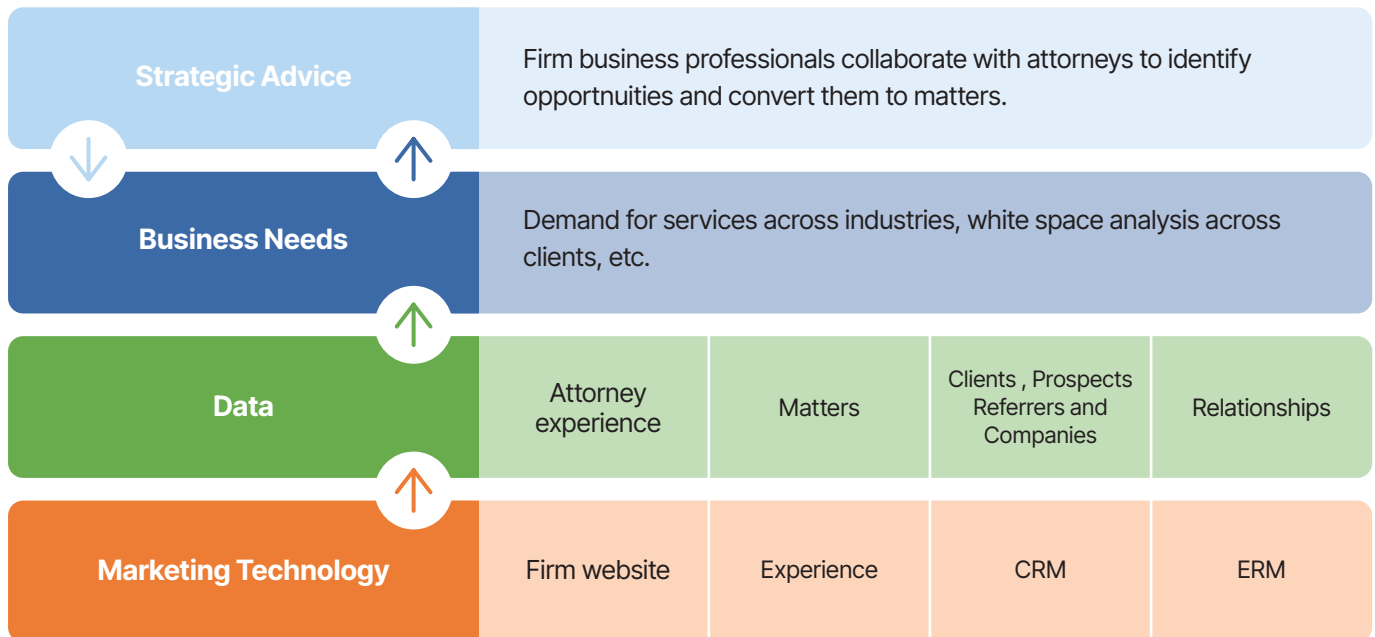 Strategic Advice
Firm business professionals collaborate with attorneys to identify
opportnuities and convert them to matters.
Business Needs
Demand for services across industries, white space analysis across
clients, etc.
Data
Attorney
experience
Matters
Clients , Prospects
Referrers and
Companies
Relationships
Marketing Technology
Firm website
Experience
CRM
ERM